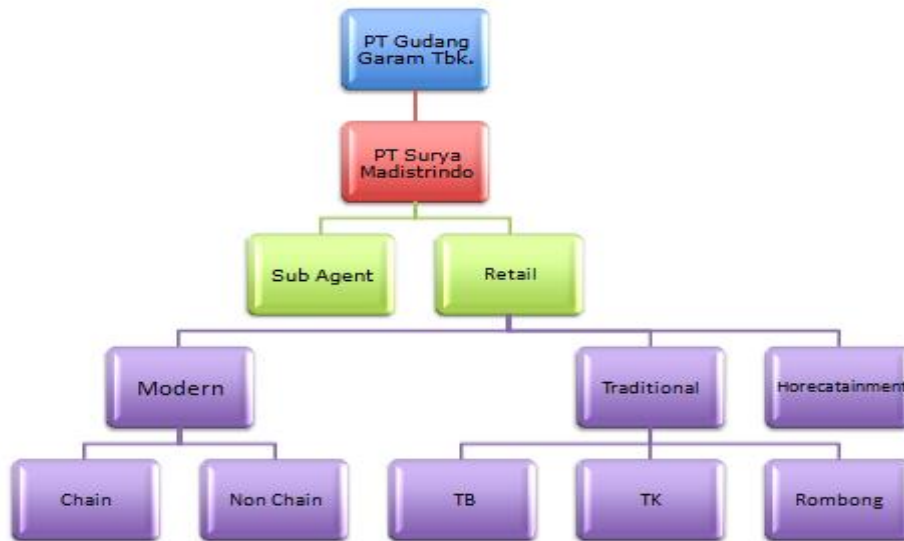 PT Gudang
Garam Tbk.
PT Surya
Madistrindo
Sub Agent
Retail
Modern
Traditional
Horecatainment
Chain
Non Chain
TB
TK
Rombong